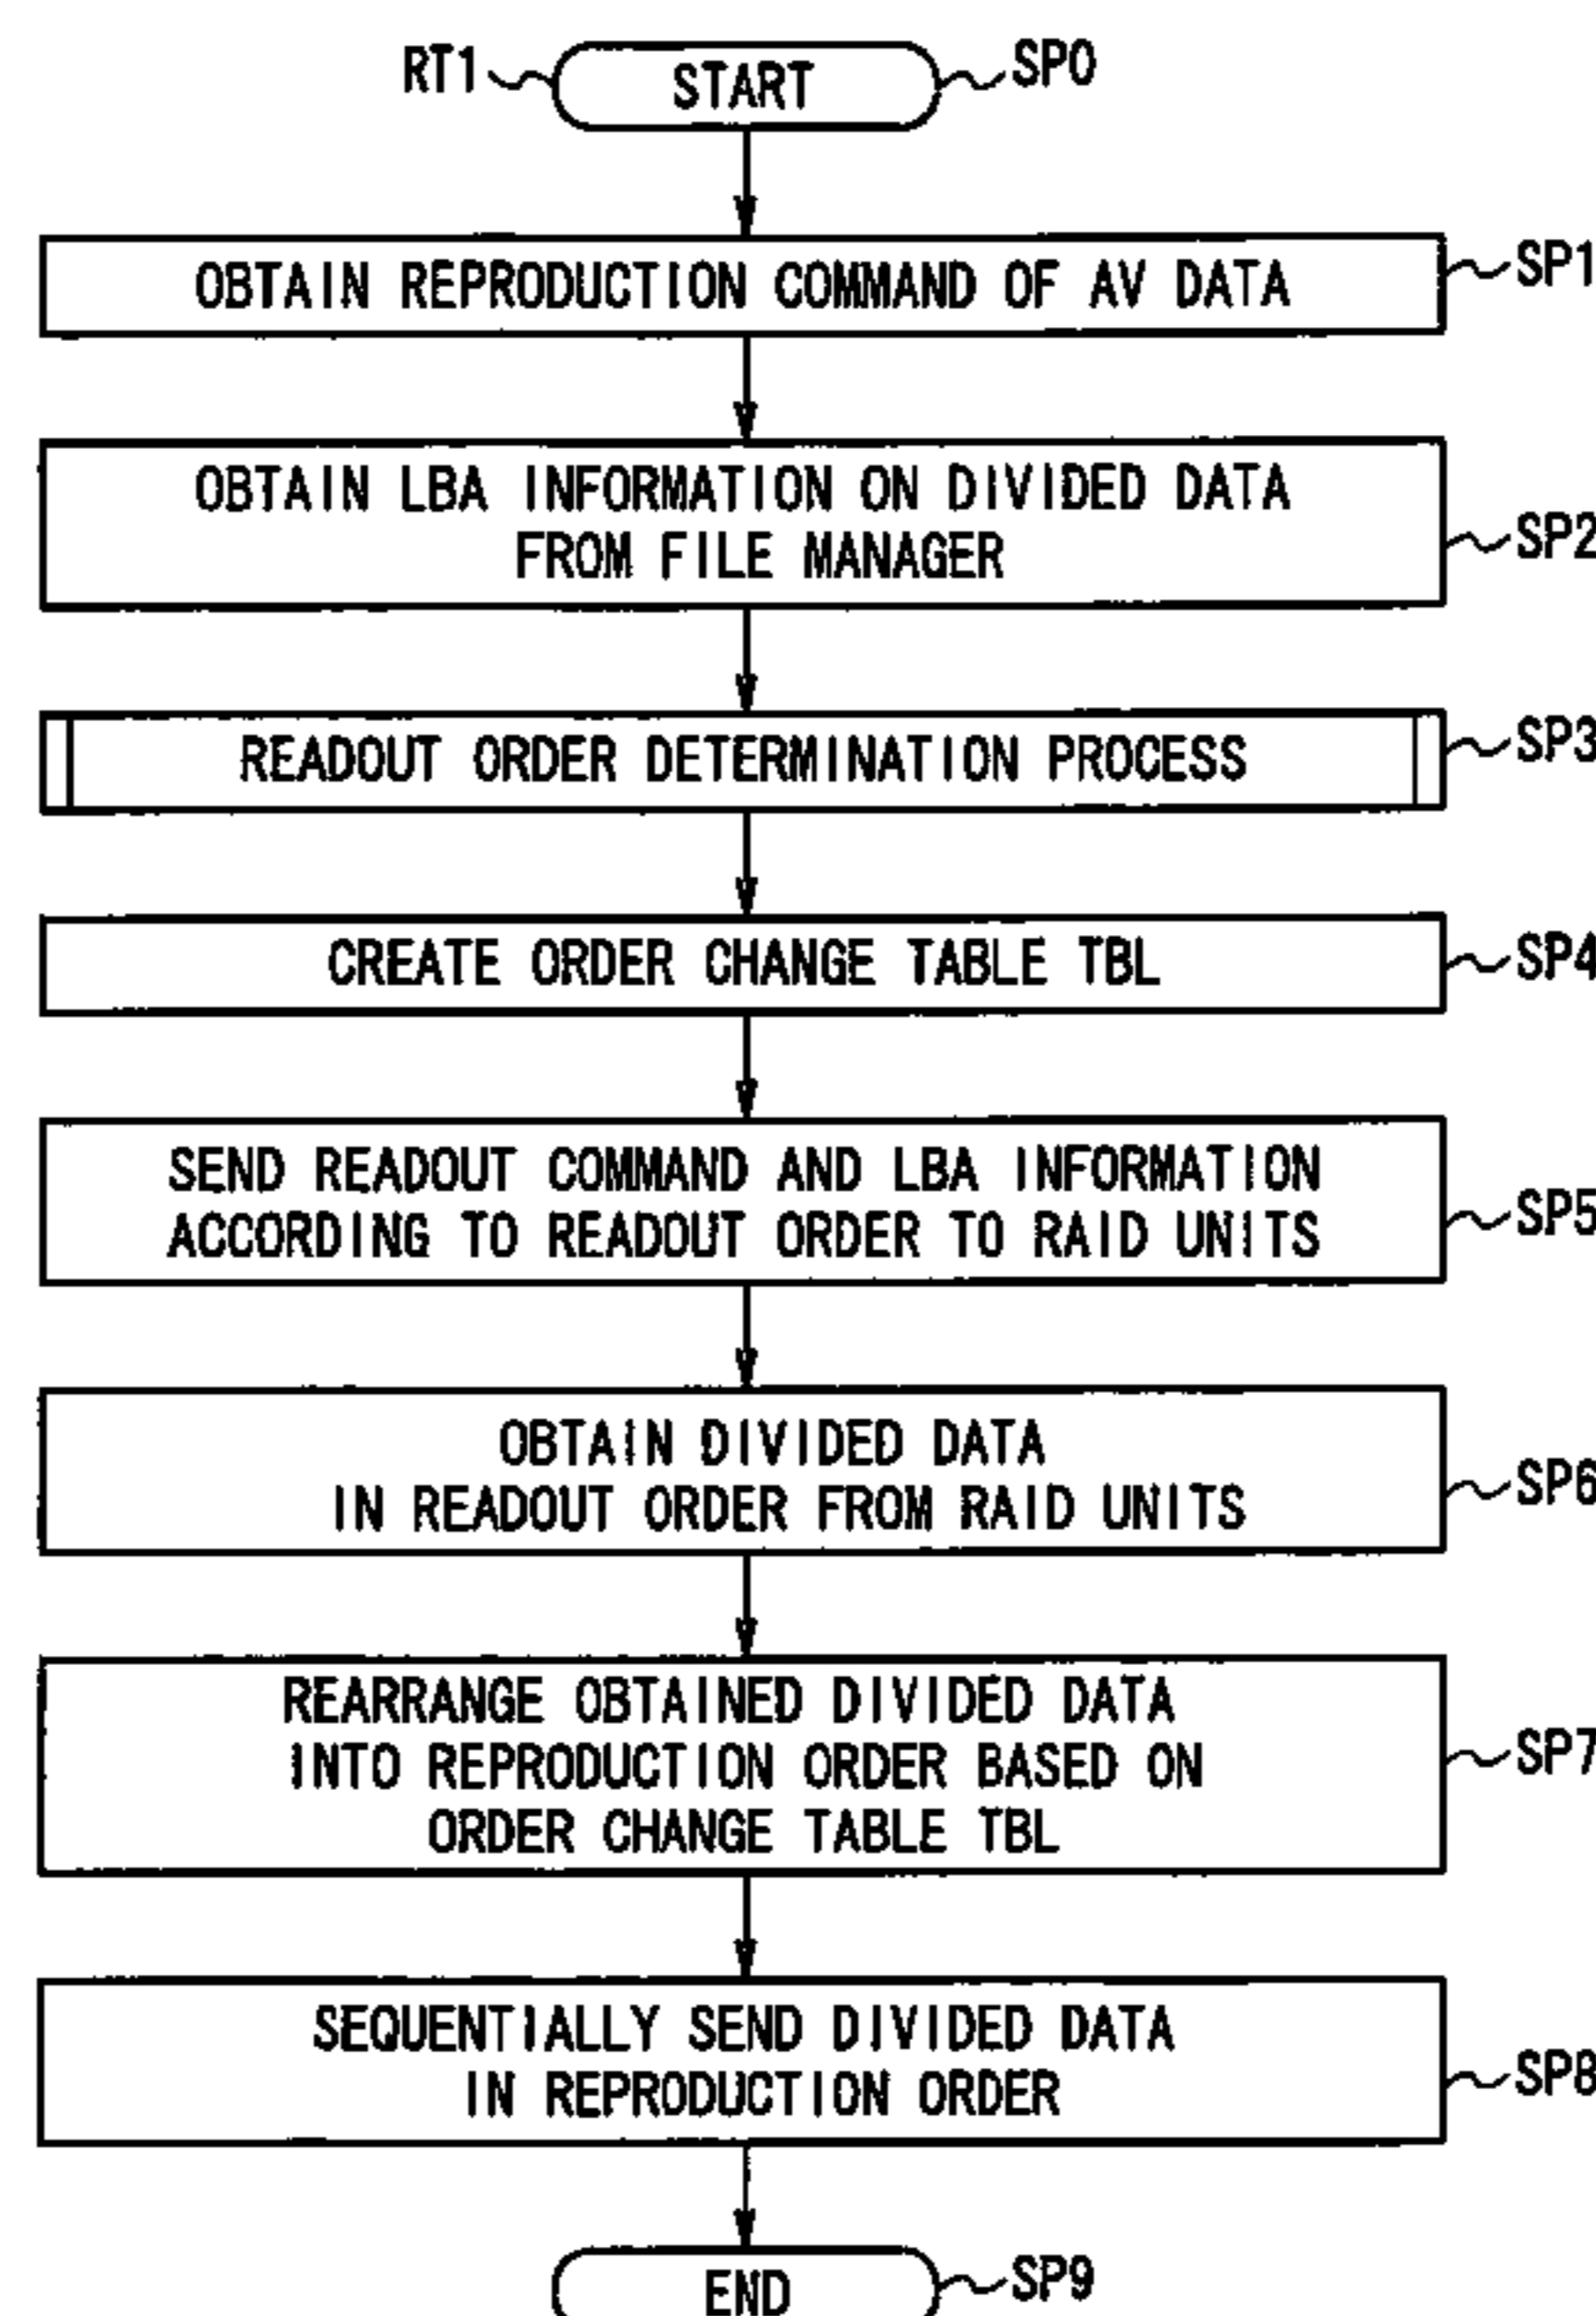 RT1 START SP0
OBTAIN REPRODUCTION COMMAND OF AV DATA SP1
OBTAIN LBA INFORMATION ON DIVIDED DATA
FROM FILE MANAGER SP2
READOUT ORDER DETERMINATION PROCESS SP3
CREATE ORDER CHANGE TABLE TBL SP4
SEND READOUT COMMAND AND LBA INFORMATION
ACCORDING TO READOUT ORDER TO RAID UNITS SP5
OBTAIN DIVIDED DATA
IN READOUT ORDER FROM RAID UNITS SP6
REARRANGE OBTAINED DIVIDED DATA
INTO REPRODUCTION ORDER BASED ON SP7
ORDER CHANGE TABLE TBL
SEQUENTIALLY SEND DIVIDED DATA
IN REPRODUCTION ORDER SP8
END SP9